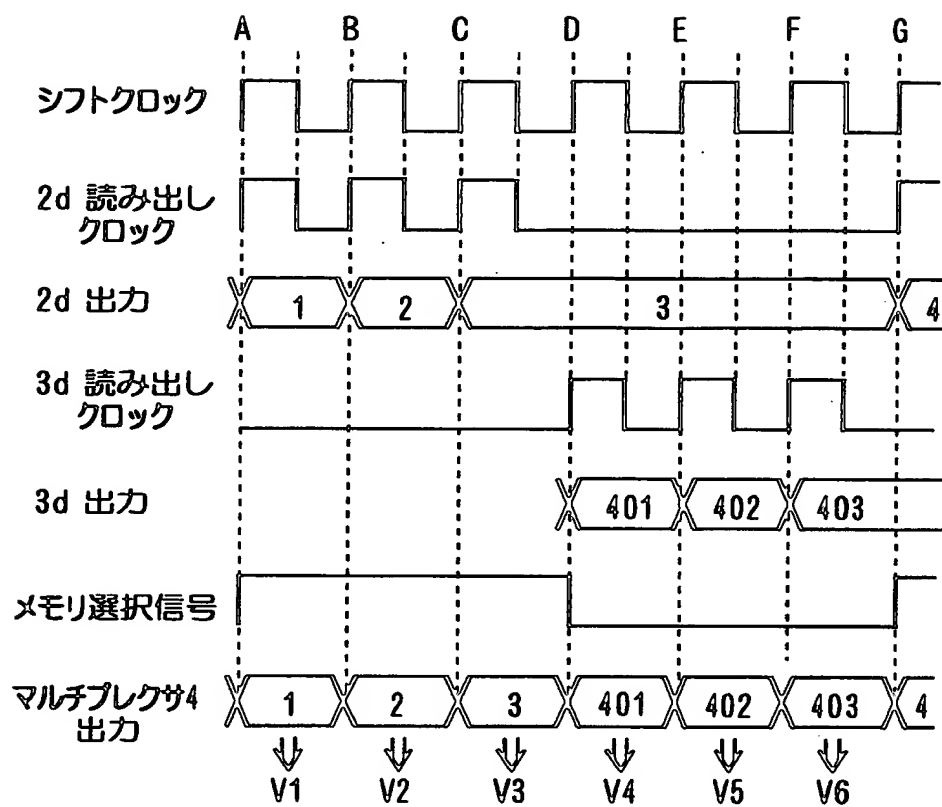 A B C D E F G
シフトクロック
2d 読み出し
クロック
2d 出力
1 2 3 4
3d 読み出し
クロック
3d 出力
401 402 403
メモリ選択信号
マルチプレクサ4
出力
1 2 3 401 402 403 4
V1 V2 V3 V4 V5 V6